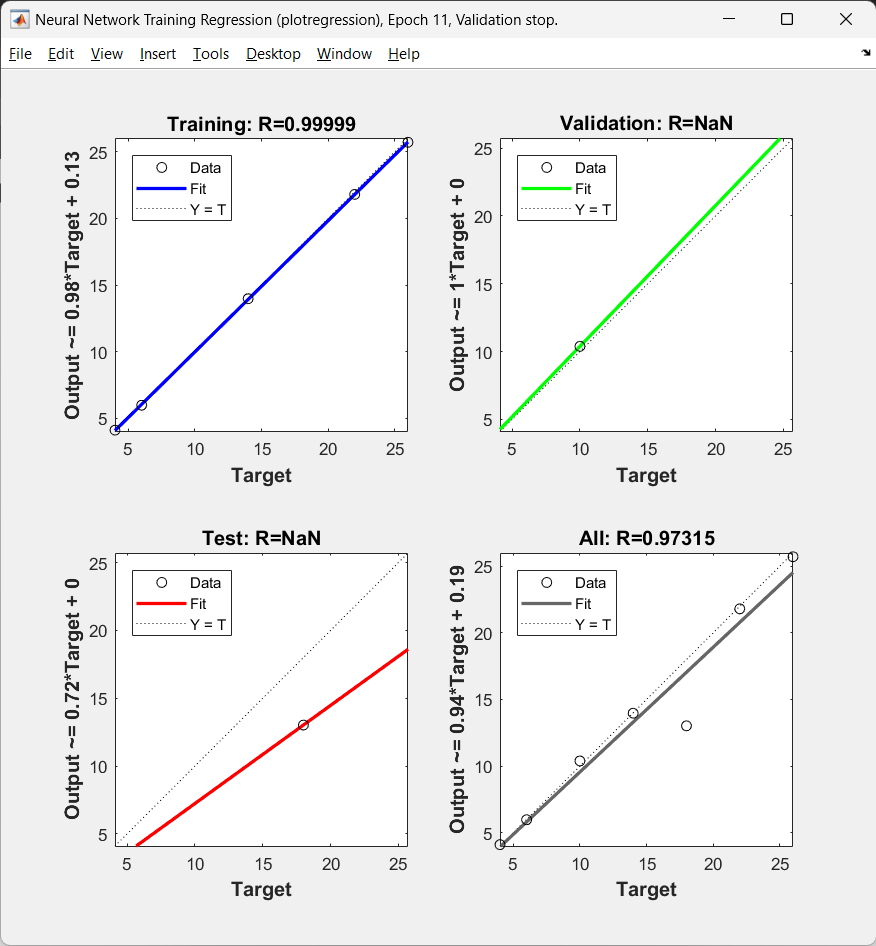 Neural Network Training Regression (plotregression), Epoch 11, Validation stop.
File Edit View Insert Tools Desktop Window Help
Training: R=0.99999
Output ~= 0.98*Target + 0.13
25
20
15
10
5
Data
Fit
Y = T
5 10 15 20 25
Target
Validation: R=NaN
Output ~= 1*Target + 0
25
20
15
10
5
Data
Fit
Y = T
5 10 15 20 25
Target
Test: R=NaN
Output ~= 0.72*Target + 0
25
20
15
10
5
Data
Fit
Y = T
5 10 15 20 25
Target
All: R=0.97315
Output ~= 0.94*Target + 0.19
25
20
15
10
5
Data
Fit
Y = T
5 10 15 20 25
Target